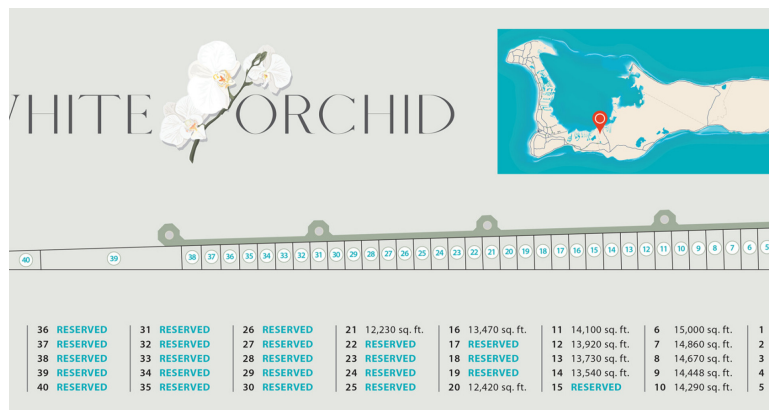 WHITE ORCHID
40 39 38 37 36 35 34 33 32 31 30 29 28 27 26 25 24 23 22 21 20 19 18 17 16 15 14 13 12 11 10 9 8 7 6 5
36 RESERVED
37 RESERVED
38 RESERVED
39 RESERVED
40 RESERVED
31 RESERVED
32 RESERVED
33 RESERVED
34 RESERVED
35 RESERVED
26 RESERVED
27 RESERVED
28 RESERVED
29 RESERVED
30 RESERVED
21 12,230 sq. ft.
22 RESERVED
23 RESERVED
24 RESERVED
25 RESERVED
16 13,470 sq. ft.
17 RESERVED
18 RESERVED
19 RESERVED
20 12,420 sq. ft.
11 14,100 sq. ft.
12 13,920 sq. ft.
13 13,730 sq. ft.
14 13,540 sq. ft.
15 RESERVED
6 15,000 sq. ft.
7 14,860 sq. ft.
8 14,670 sq. ft.
9 14,448 sq. ft.
10 14,290 sq. ft.
1
2
3
4
5